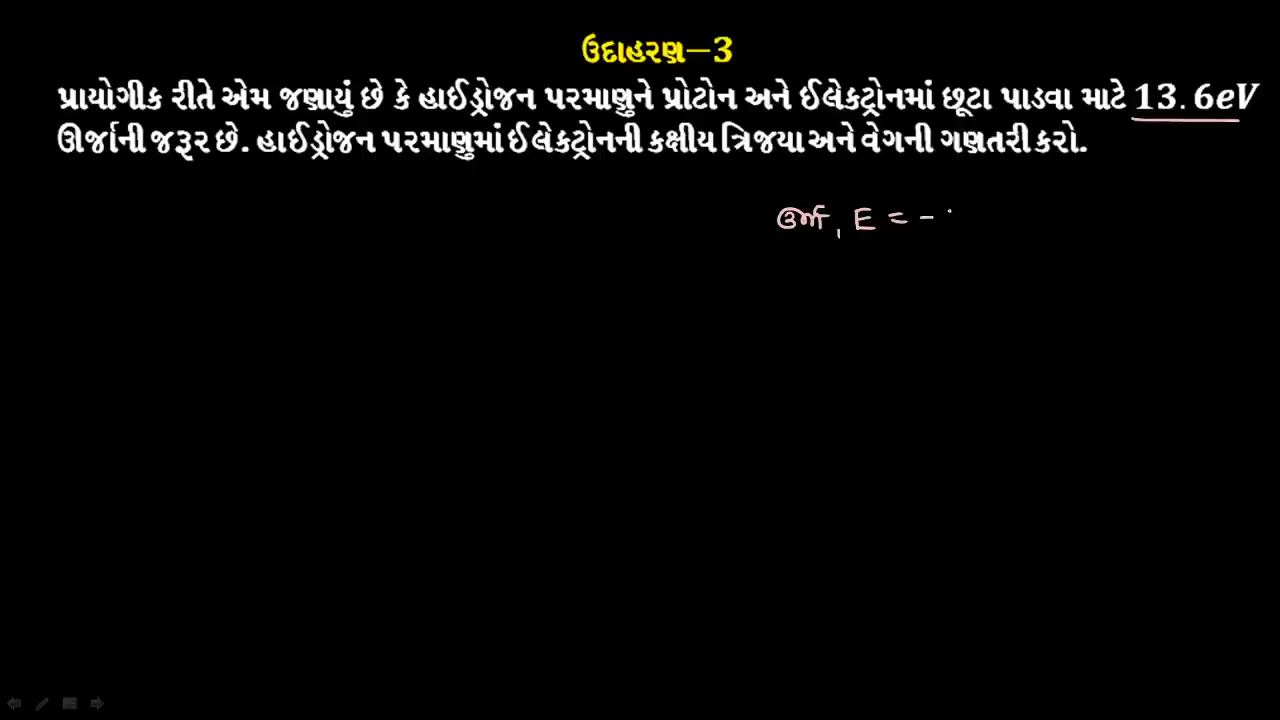 ઉદાહરણ–3
પ્રાયોગીક રીતે એમ જણાયું છે કે હાઈડ્રોજન પરમાણુને પ્રોટોન અને ઈલેકટ્રોનમાં છૂટા પાડવા માટે 13.6eV
ઊર્જાની જરૂર છે. હાઈડ્રોજન પરમાણુમાં ઈલેકટ્રોનની કક્ષીય ત્રિજયા અને વેગની ગણતરી કરો.
, E = -